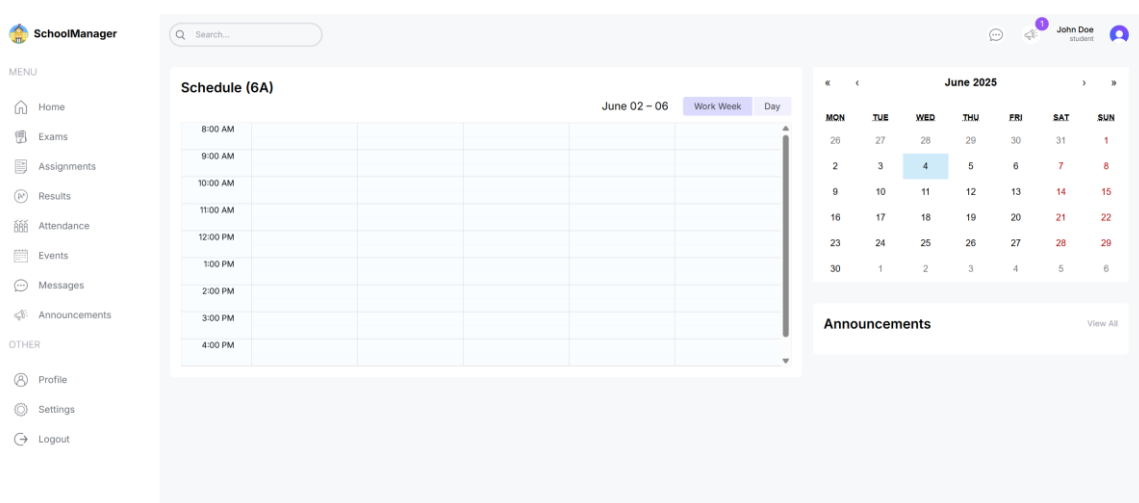 SchoolManager
Search...
1
John Doe
student
MENU
Home
Exams
Assignments
Results
Attendance
Events
Messages
Announcements
OTHER
Profile
Settings
Logout
Schedule (6A)
June 02 – 06
Work Week Day
8:00 AM
9:00 AM
10:00 AM
11:00 AM
12:00 PM
1:00 PM
2:00 PM
3:00 PM
4:00 PM
« ‹ June 2025 › »
MON TUE WED THU FRI SAT SUN
26 27 28 29 30 31 1
2 3 4 5 6 7 8
9 10 11 12 13 14 15
16 17 18 19 20 21 22
23 24 25 26 27 28 29
30 1 2 3 4 5 6
Announcements View All